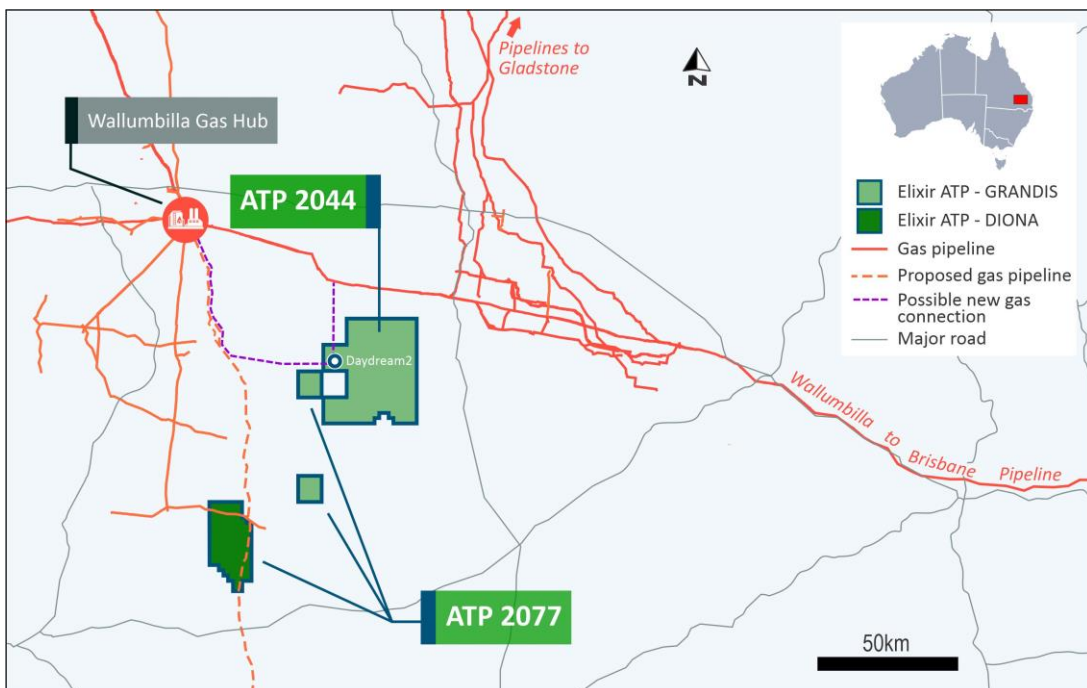 Pipelines to
Gladstone
N
Wallumbilla Gas Hub
ATP 2044
Elixir ATP - GRANDIS
Elixir ATP - DIONA
Gas pipeline
Proposed gas pipeline
Possible new gas
connection
Major road
Daydream2
Wallumbilla to Brisbane Pipeline
ATP 2077
50km